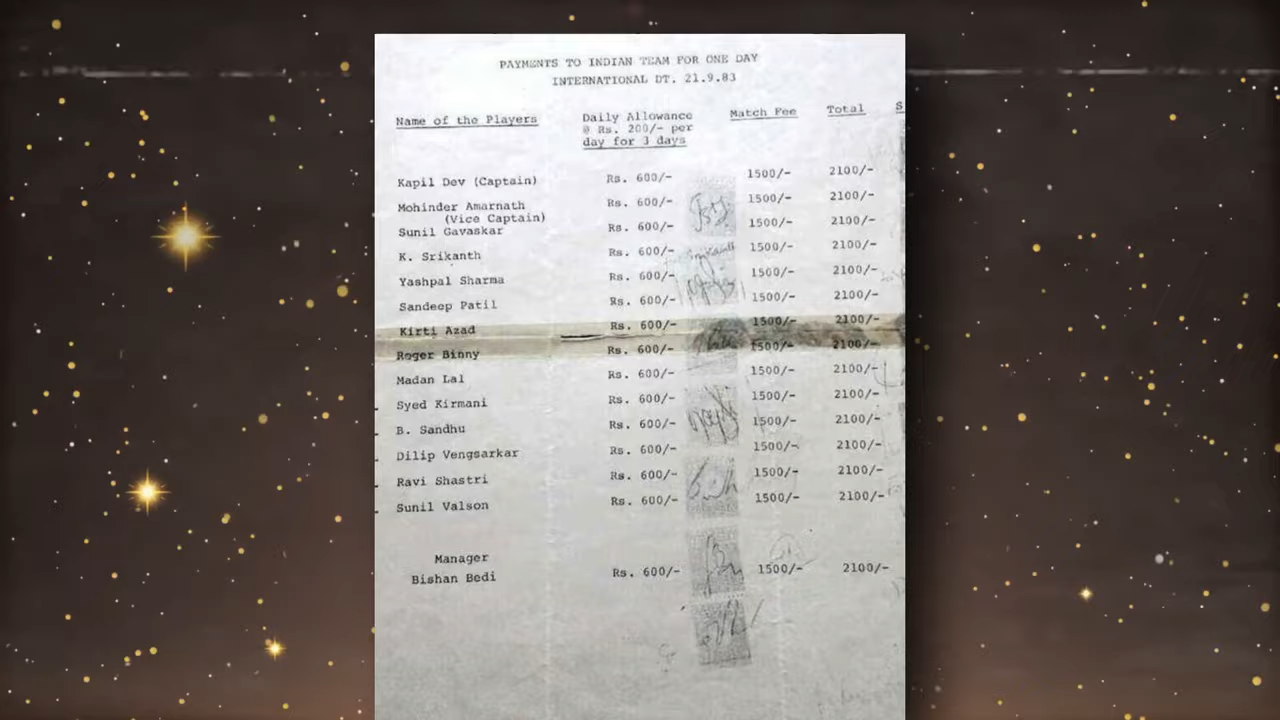 PAYMENTS TO INDIAN TEAM FOR ONE DAY
INTERNATIONAL DT. 21.9.83
Name of the Players Daily Allowance @ Rs. 200/- per day for 3 days Match Fee Total S
Kapil Dev (Captain) Rs. 600/- 1500/- 2100/-
Mohinder Amarnath Rs. 600/- 1500/- 2100/-
(Vice Captain)
Sunil Gavaskar Rs. 600/- 1500/- 2100/-
K. Srikanth Rs. 600/- 1500/- 2100/-
Yashpal Sharma Rs. 600/- 1500/- 2100/-
Sandeep Patil Rs. 600/- 1500/- 2100/-
Kirti Azad Rs. 600/- 1500/- 2100/-
Roger Binny Rs. 600/- 1500/- 2100/-
Madan Lal Rs. 600/- 1500/- 2100/-
Syed Kirmani Rs. 600/- 1500/- 2100/-
B. Sandhu Rs. 600/- 1500/- 2100/-
Dilip Vengsarkar Rs. 600/- 1500/- 2100/-
Ravi Shastri Rs. 600/- 1500/- 2100/-
Sunil Valson Rs. 600/- 1500/- 2100/-
Manager
Bishan Bedi Rs. 600/- 1500/- 2100/-